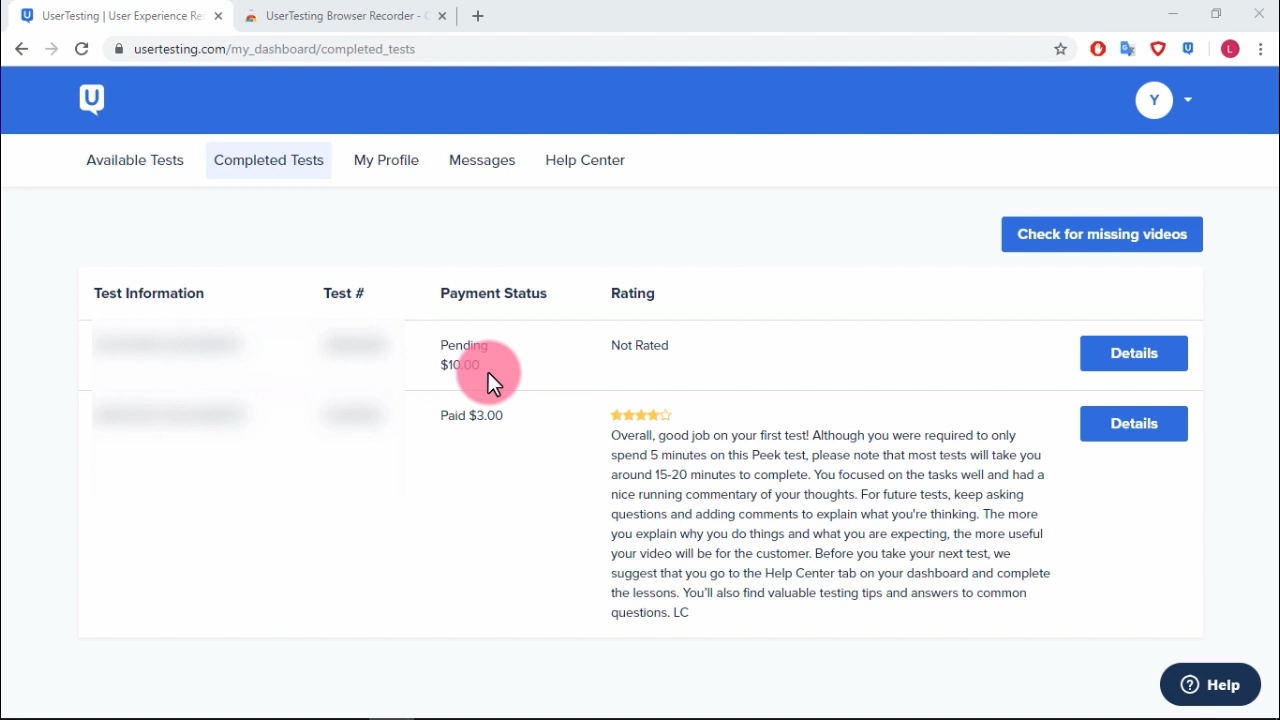 UserTesting | User Experience Re
UserTesting Browser Recorder -
usertesting.com/my_dashboard/completed_tests
L
U
Y
Available Tests
Completed Tests
My Profile
Messages
Help Center
Check for missing videos
Test Information
Test #
Payment Status
Rating
Pending
$10.00
Not Rated
Details
Paid $3.00
Details
Overall, good job on your first test! Although you were required to only
spend 5 minutes on this Peek test, please note that most tests will take you
around 15-20 minutes to complete. You focused on the tasks well and had a
nice running commentary of your thoughts. For future tests, keep asking
questions and adding comments to explain what you're thinking. The more
you explain why you do things and what you are expecting, the more useful
your video will be for the customer. Before you take your next test, we
suggest that you go to the Help Center tab on your dashboard and complete
the lessons. You'll also find valuable testing tips and answers to common
questions. LC
Help